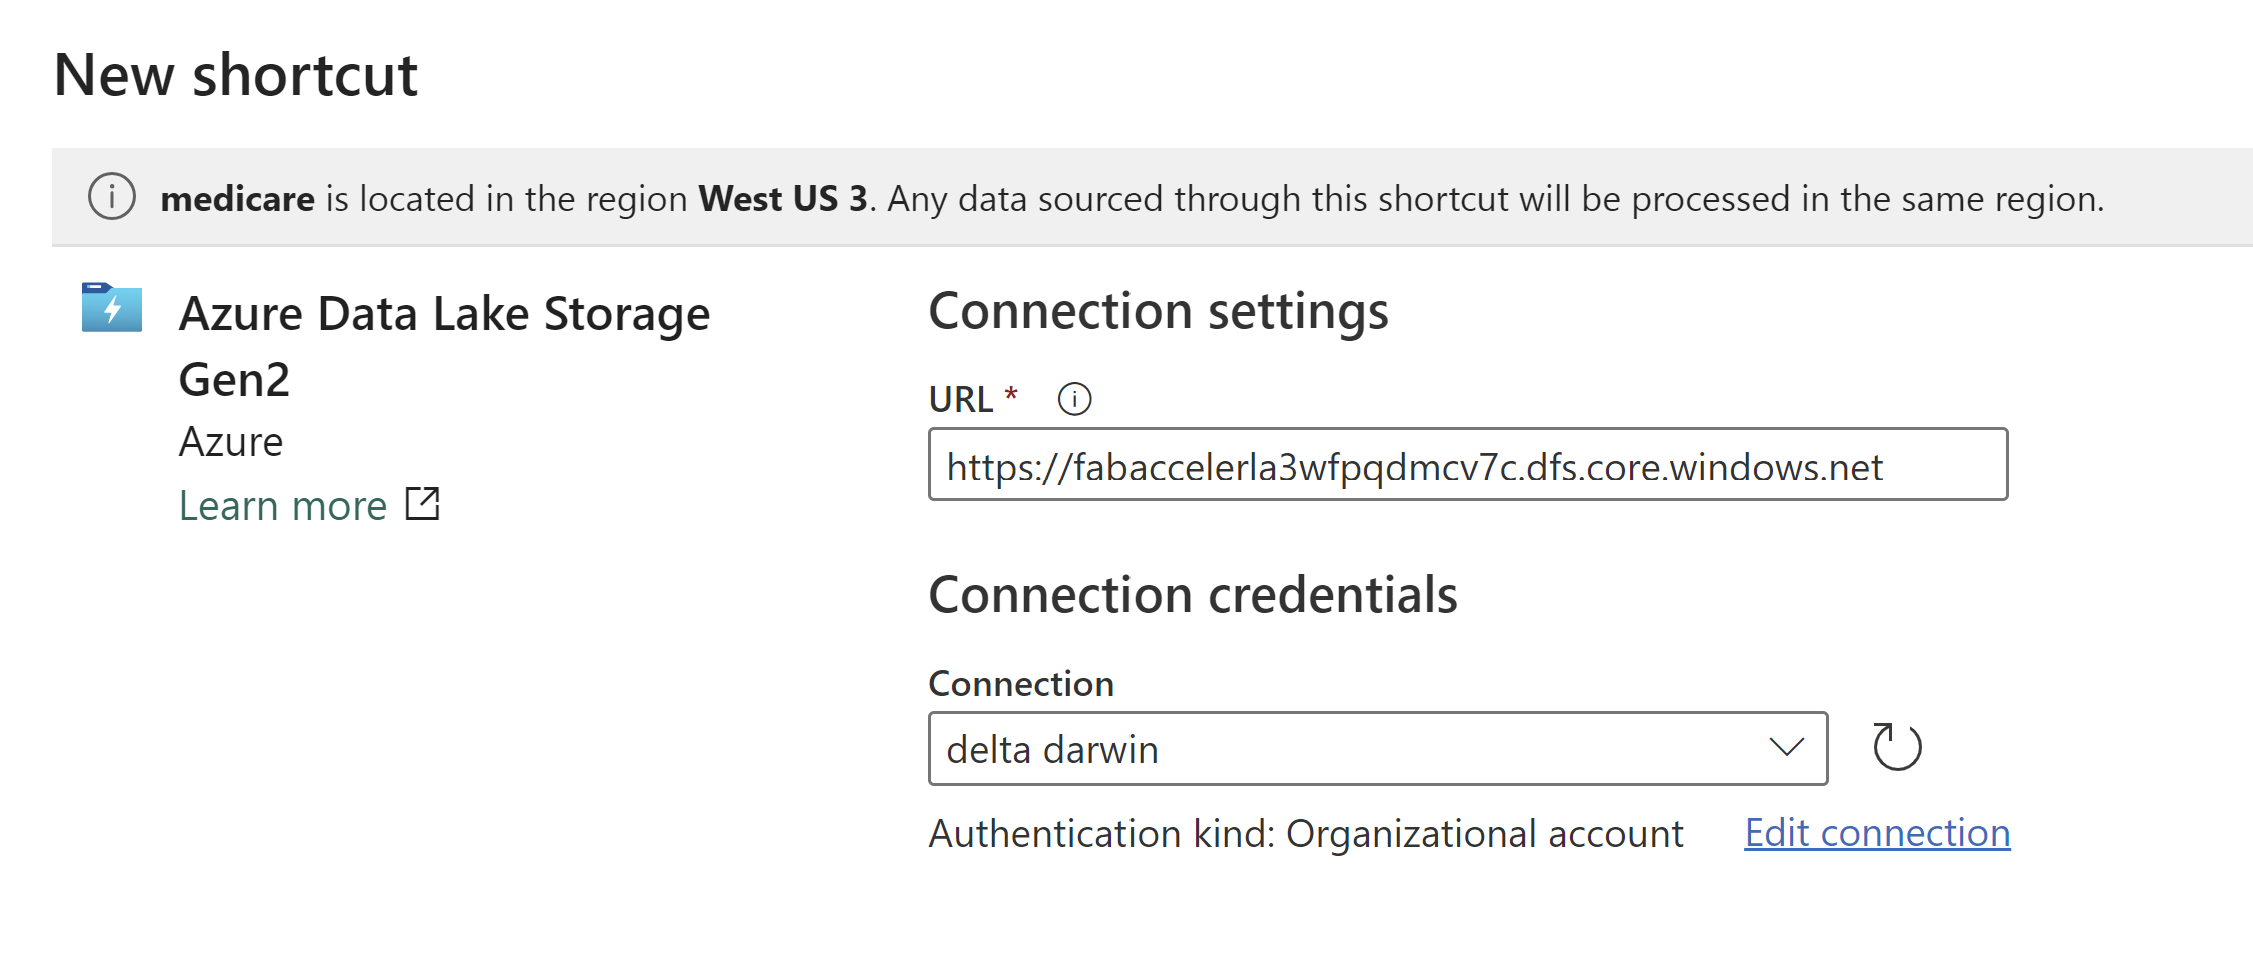 New shortcut
medicare is located in the region West US 3. Any data sourced through this shortcut will be processed in the same region.
Azure Data Lake Storage
Gen2
Azure
Learn more
Connection settings
URL *
https://fabaccelerla3wfpqdmcv7c.dfs.core.windows.net
Connection credentials
Connection
delta darwin
Authentication kind: Organizational account
Edit connection